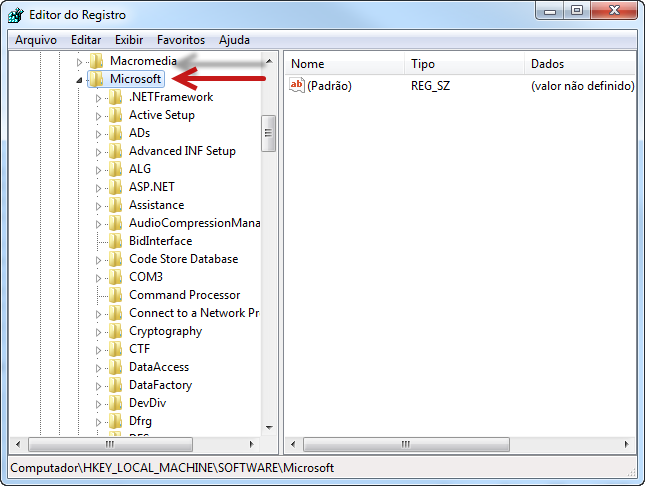 Editor do Registro
Arquivo Editar Exibir Favoritos Ajuda
Macromedia
Microsoft
.NETFramework
Active Setup
ADs
Advanced INF Setup
ALG
ASP.NET
Assistance
AudioCompressionMana
BidInterface
Code Store Database
COM3
Command Processor
Connect to a Network Pr
Cryptography
CTF
DataAccess
DataFactory
DevDiv
Dfrg
Nome Tipo Dados
ab (Padrão) REG_SZ (valor não definido)
Computador\HKEY_LOCAL_MACHINE\SOFTWARE\Microsoft